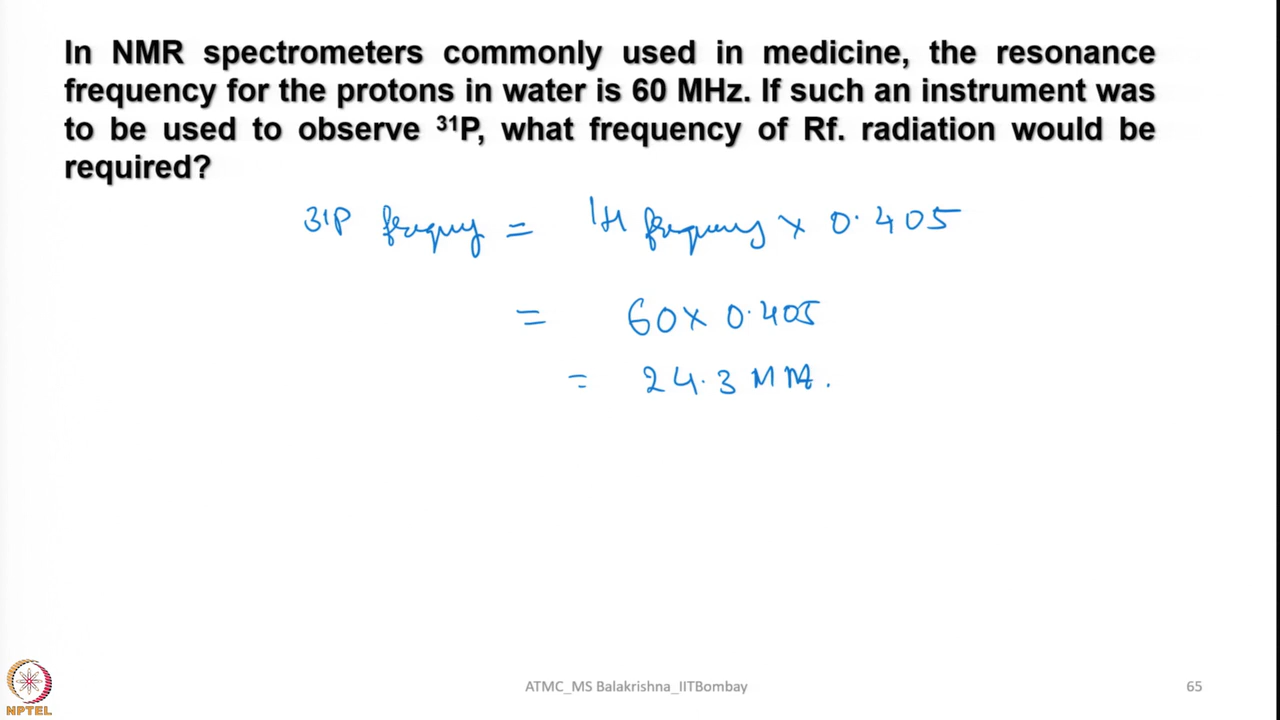 In NMR spectrometers commonly used in medicine, the resonance
frequency for the protons in water is 60 MHz. If such an instrument was
to be used to observe ³¹P, what frequency of Rf. radiation would be
required?
31P frequy = 1H frequency × 0.405
= 60 × 0.405
= 24.3 MHz.
NPTEL
ATMC_MS Balakrishna_IITBombay
65